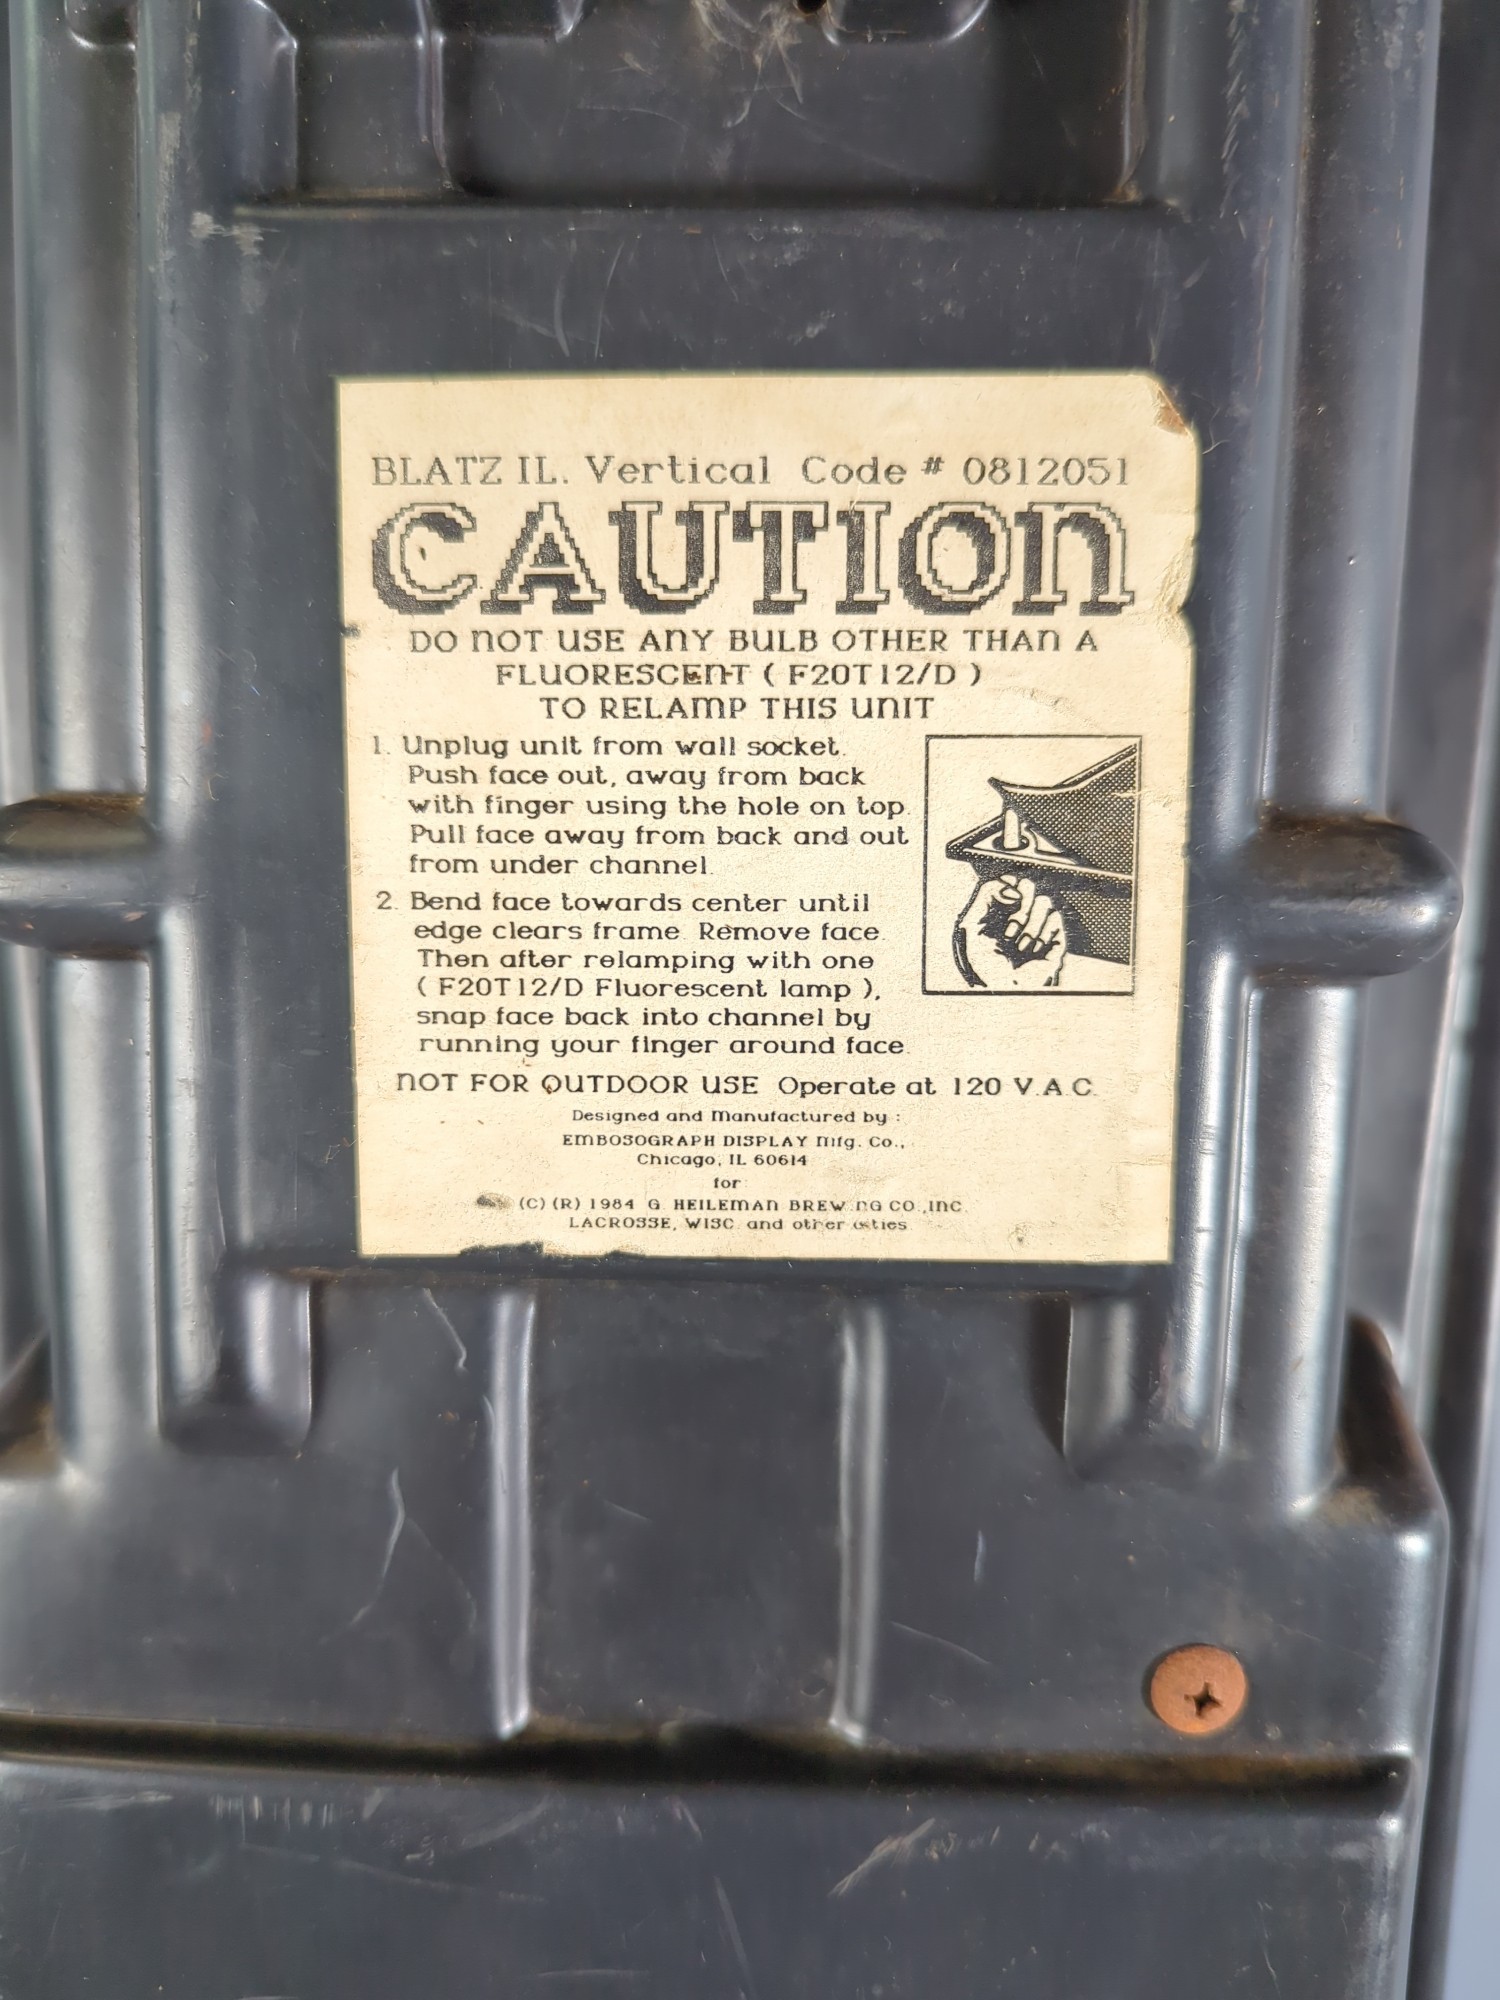 BLATZ IL. Vertical Code # 0812051
CAUTION
DO NOT USE ANY BULB OTHER THAN A
FLUORESCENT ( F20T12/D )
TO RELAMP THIS UNIT
1. Unplug unit from wall socket.
Push face out, away from back
with finger using the hole on top.
Pull face away from back and out
from under channel.
2. Bend face towards center until
edge clears frame. Remove face.
Then after relamping with one
( F20T12/D Fluorescent lamp ),
snap face back into channel by
running your finger around face.
NOT FOR OUTDOOR USE Operate at 120 V.A.C.
Designed and Manufactured by :
EMBOSOGRAPH DISPLAY Mfg. Co.,
Chicago, IL 60614
for
(C) (R) 1984 G. HEILEMAN BREWING CO., INC.
LACROSSE, WISC. and other